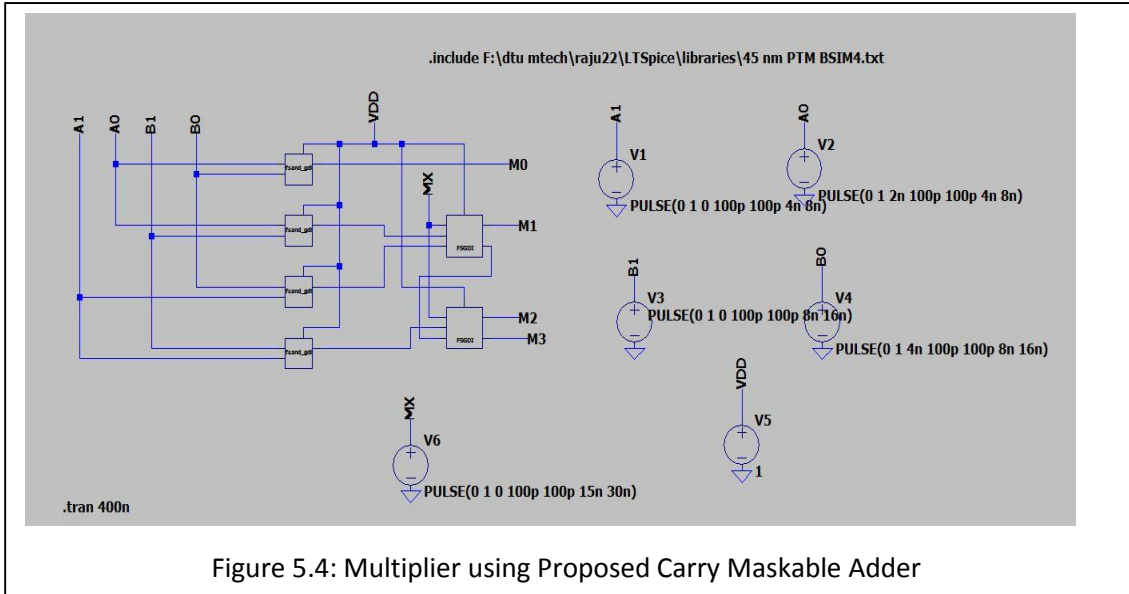 .include F:\dtu mtech\raju22\LTSpice\libraries\45 nm PTM BSIM4.txt
A1 A0 B1 B0
VDD
fsand_gdi
M0
MX
fsand_gdi
FSGDI
M1
fsand_gdi
fsand_gdi
FSGDI
M2
M3
A1
V1
PULSE(0 1 0 100p 100p 4n 8n)
A0
V2
PULSE(0 1 2n 100p 100p 4n 8n)
B1
V3
PULSE(0 1 0 100p 100p 8n 16n)
B0
V4
PULSE(0 1 4n 100p 100p 8n 16n)
MX
V6
PULSE(0 1 0 100p 100p 15n 30n)
VDD
V5
1
.tran 400n
Figure 5.4: Multiplier using Proposed Carry Maskable Adder